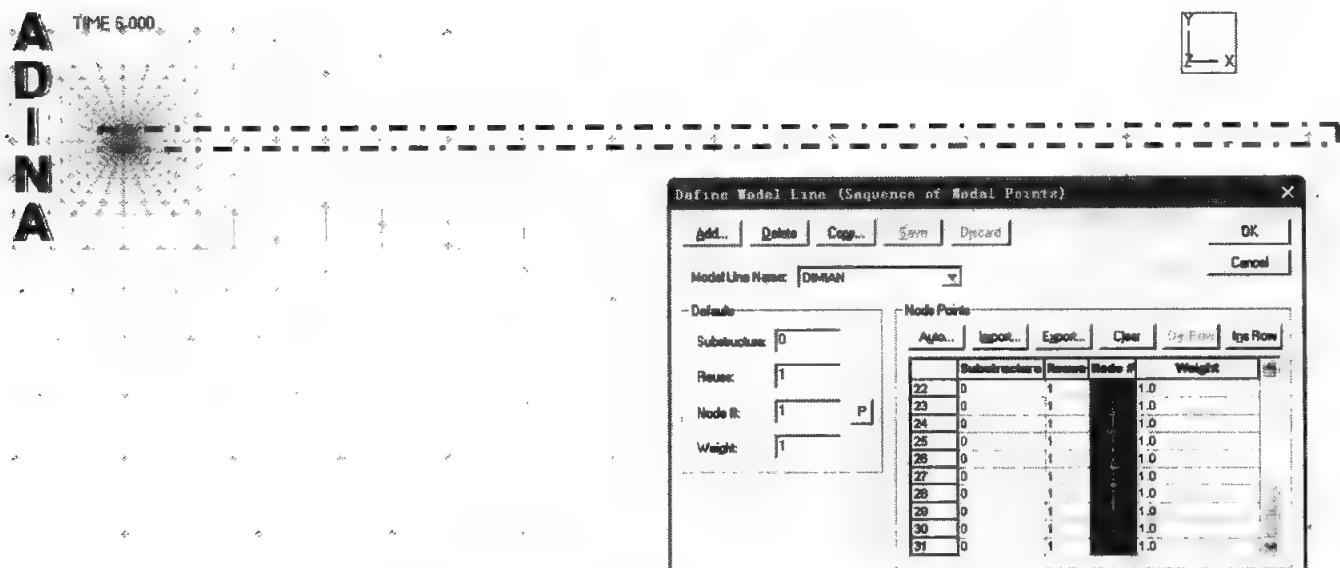 ADINA
TIME 5.000
Y
Z X
Define Nodal Line (Sequence of Nodal Points)
Add... Delete Copy... Save Discard OK
Cancel
Model Line Name: DIMIAN
Defaults
Substructure: 0
Reuse: 1
Node #: 1 P
Weight: 1
Node Points
Auto... Import... Export... Clear Del Row Ins Row
Substructure Reuse Node # Weight
22 0 1 1.0
23 0 1 1.0
24 0 1 1.0
25 0 1 1.0
26 0 1 1.0
27 0 1 1.0
28 0 1 1.0
29 0 1 1.0
30 0 1 1.0
31 0 1 1.0